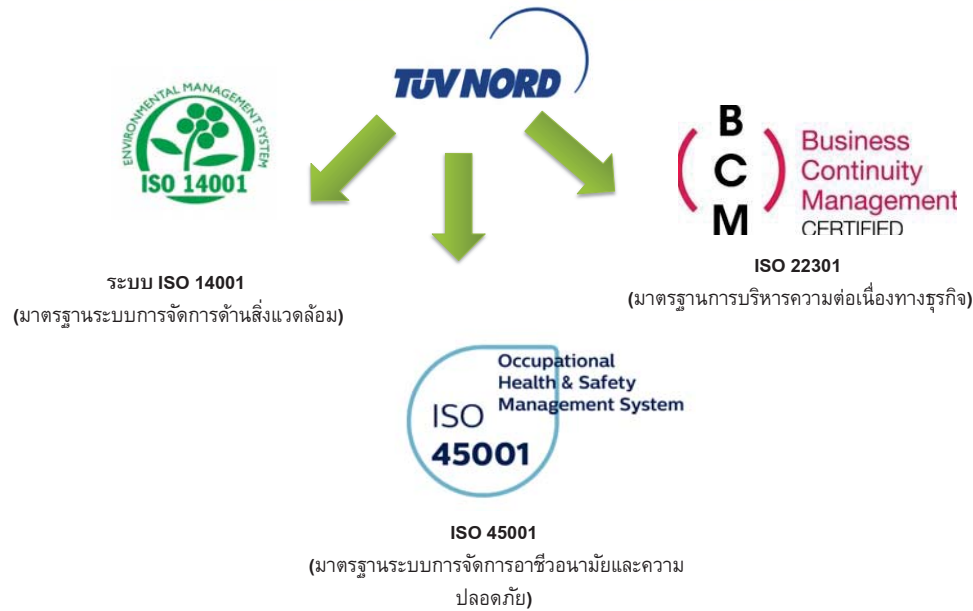 TÜV NORD
ENVIRONMENTAL MANAGEMENT SYSTEM
ISO 14001
ระบบ ISO 14001
(มาตรฐานระบบการจัดการด้านสิ่งแวดล้อม)
B
C
M
Business
Continuity
Management
CERTIFIED
ISO 22301
(มาตรฐานการบริหารความต่อเนื่องทางธุรกิจ)
Occupational
Health & Safety
Management System
ISO
45001
ISO 45001
(มาตรฐานระบบการจัดการอาชีวอนามัยและความ
ปลอดภัย)